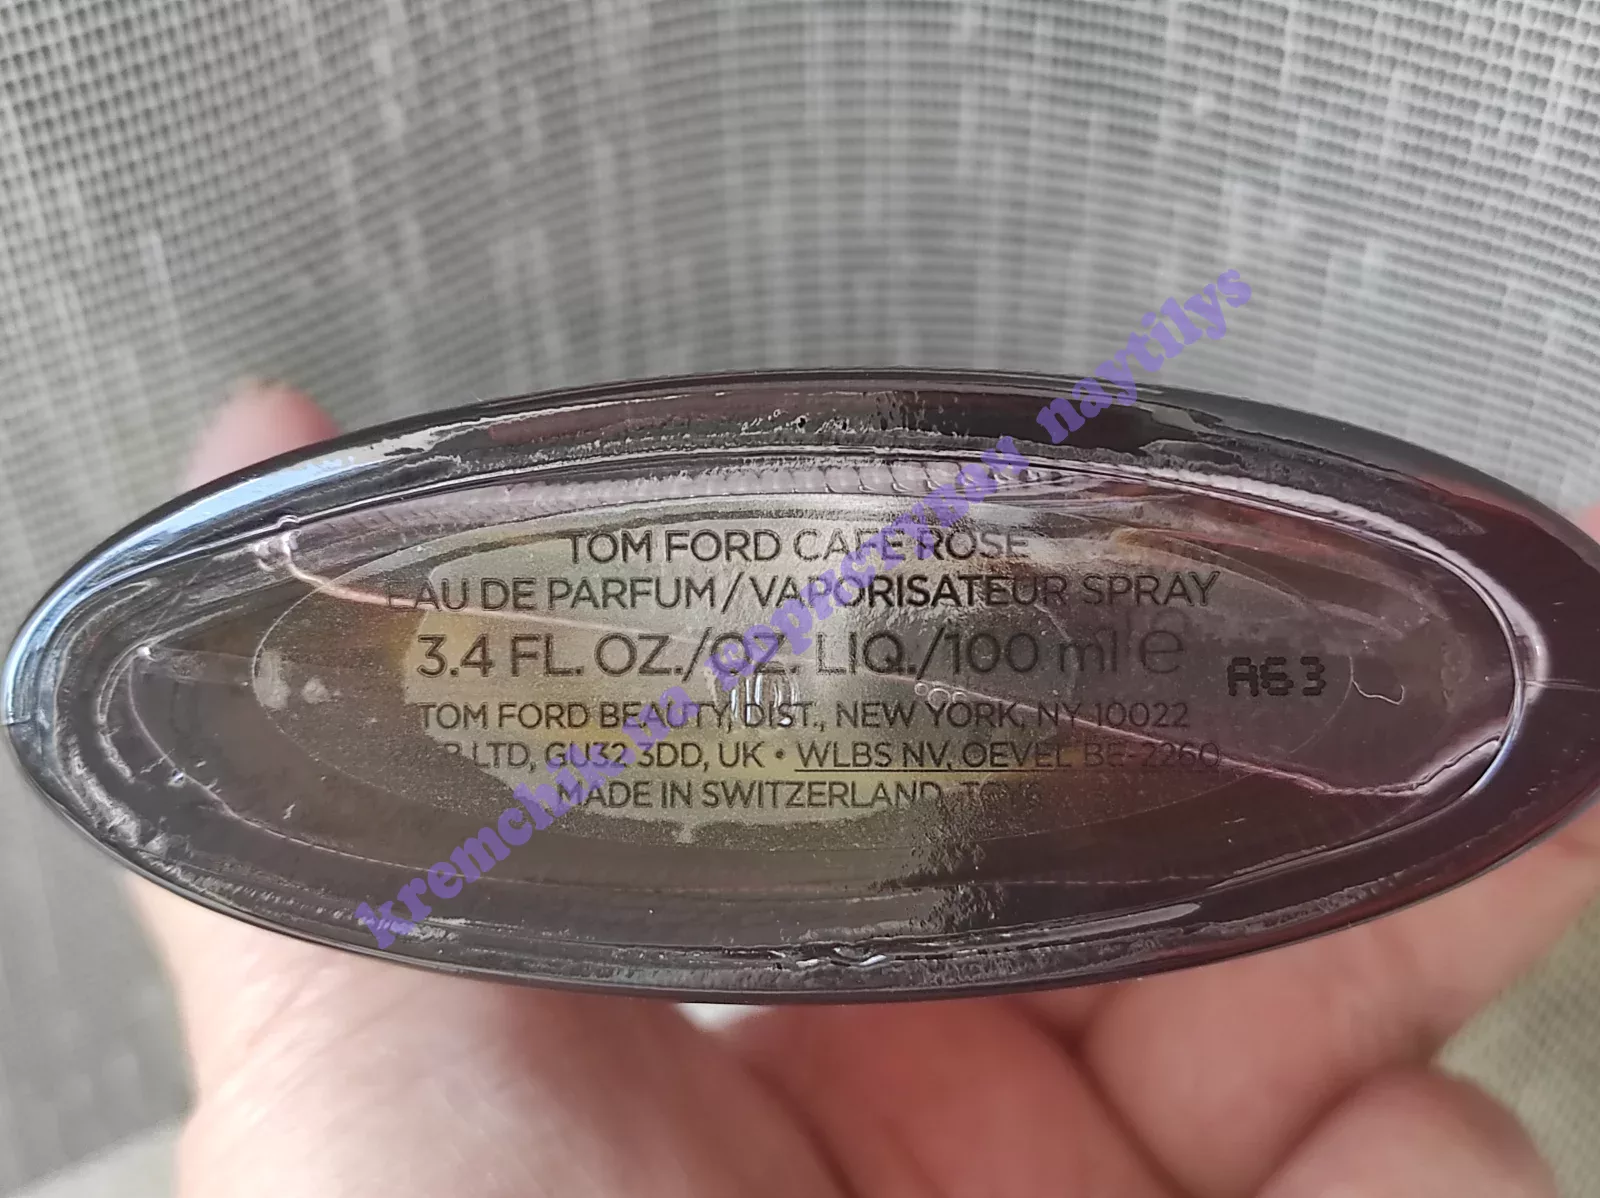 TOM FORD CAFE ROSE
EAU DE PARFUM / VAPORISATEUR SPRAY
3.4 FL. OZ./OZ. LIQ./100 ml e
A63
TOM FORD BEAUTY, DIST., NEW YORK, NY 10022
LTD, GU32 3DD, UK • WLBS NV, OEVEL BE-2260
MADE IN SWITZERLAND
kremchik на Корпстрбау naytilys